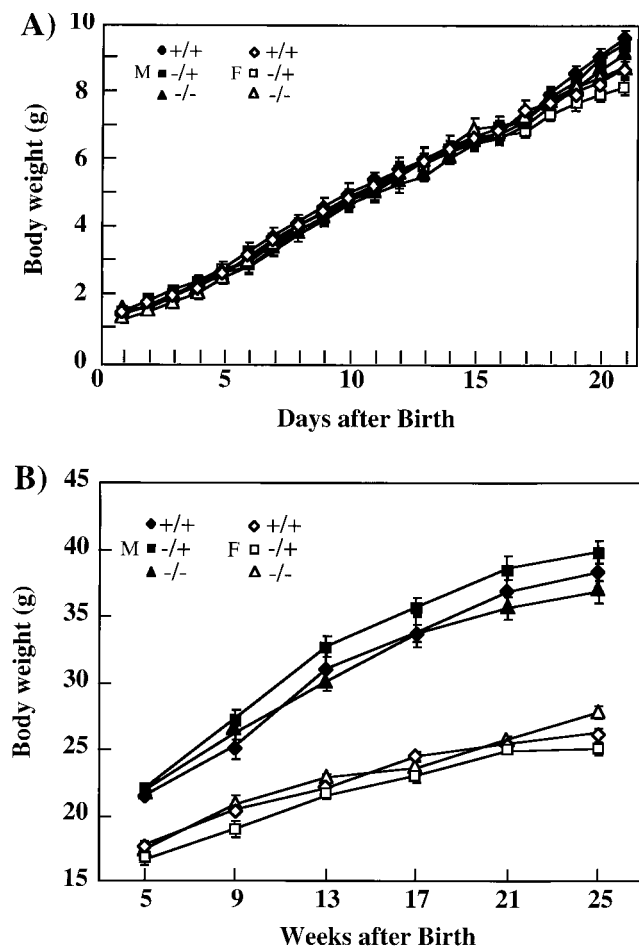 A)
Body weight (g)
10
8
6
4
2
0
M F
+/+ +/+
-/+ -/+
-/- -/-
0 5 10 15 20
Days after Birth
B)
Body weight (g)
45
40
35
30
25
20
15
M F
+/+ +/+
-/+ -/+
-/- -/-
5 9 13 17 21 25
Weeks after Birth